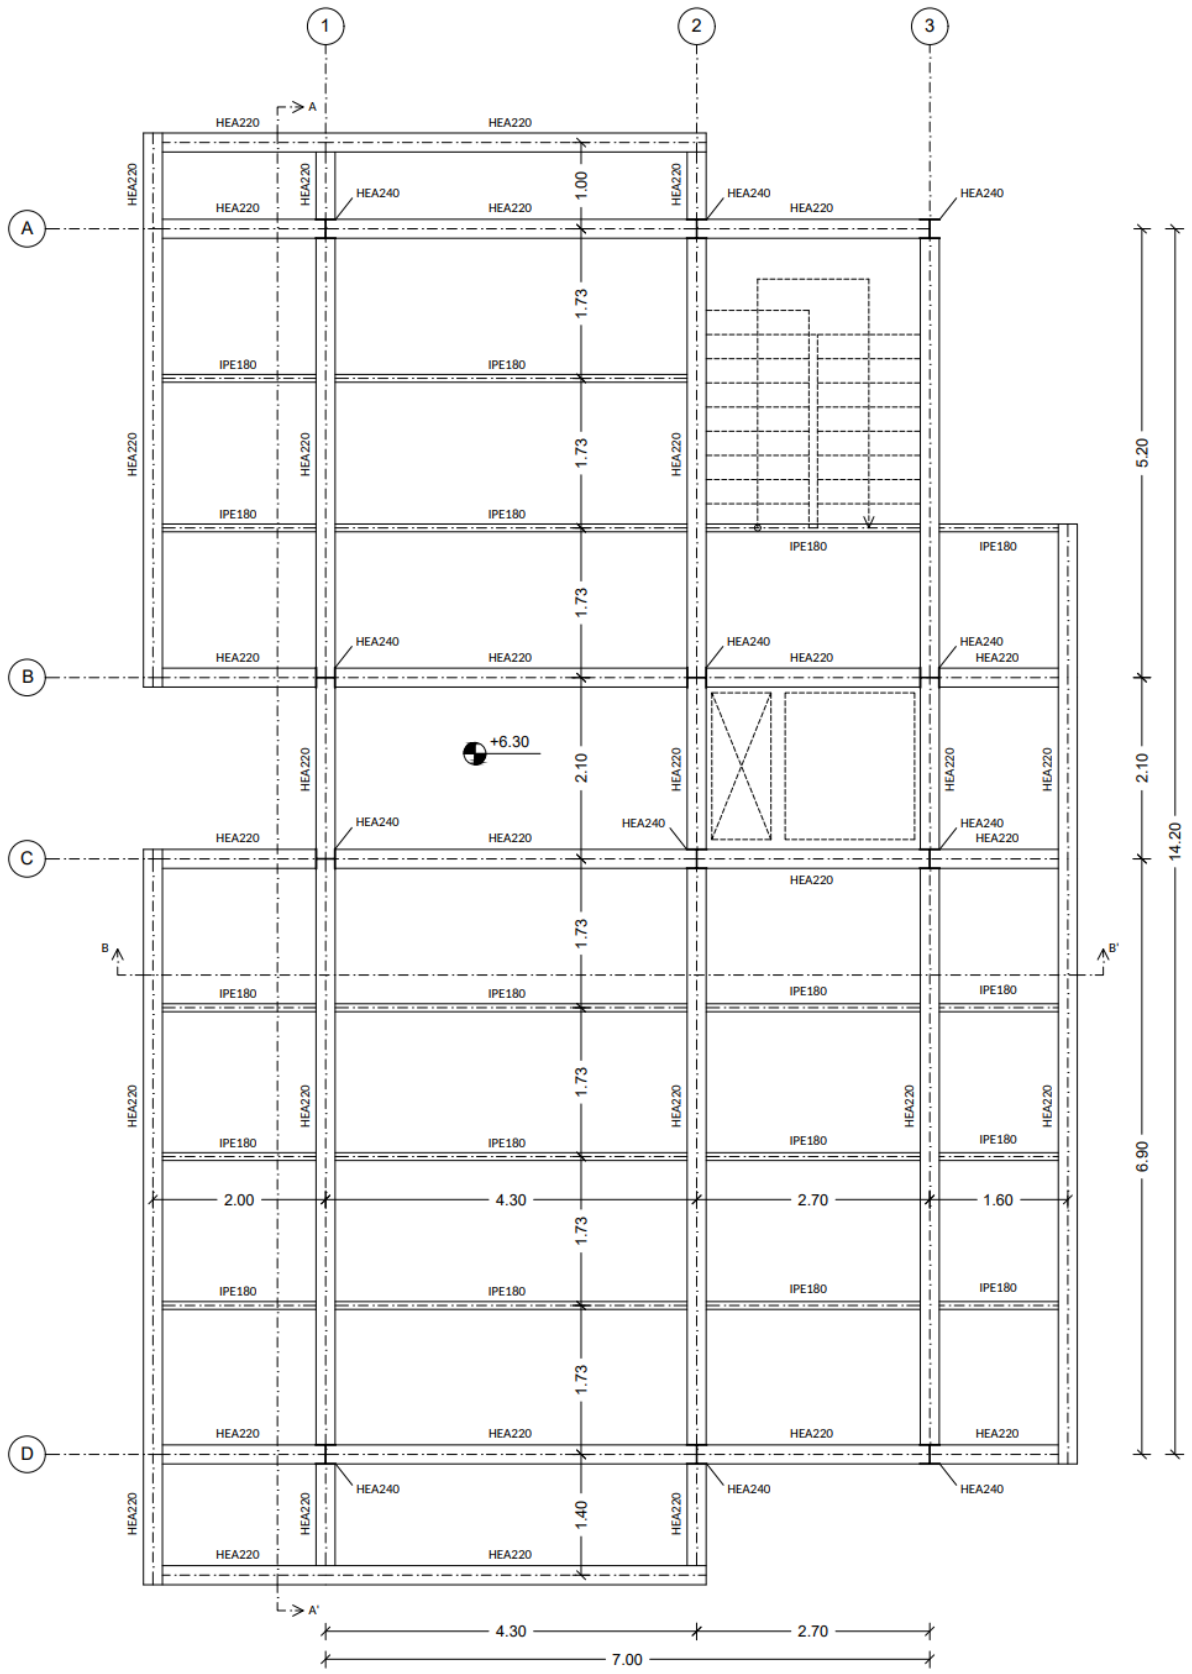 1 2 3
A
HEA220 HEA220
HEA220 HEA220 HEA220
1.00
HEA240 HEA240 HEA240
HEA220 HEA220 HEA220
A
1.73
IPE180 IPE180
HEA220 HEA220 HEA220
1.73
5.20
IPE180 IPE180
IPE180 IPE180
1.73
HEA240 HEA240 HEA240
HEA220 HEA220 HEA220 HEA220
B
+6.30
HEA220 HEA220 HEA220 HEA220
2.10 2.10
14.20
HEA240 HEA240 HEA240
HEA220 HEA220 HEA220
C
HEA220
1.73
B B'
IPE180 IPE180 IPE180 IPE180
1.73
HEA220 HEA220 HEA220 HEA220 HEA220
IPE180 IPE180 IPE180 IPE180
6.90
2.00 4.30 2.70 1.60
1.73
IPE180 IPE180 IPE180 IPE180
1.73
HEA220 HEA220 HEA220 HEA220
D
HEA240 HEA240 HEA240
HEA220 HEA220 HEA220
1.40
HEA220 HEA220
A'
4.30 2.70
7.00